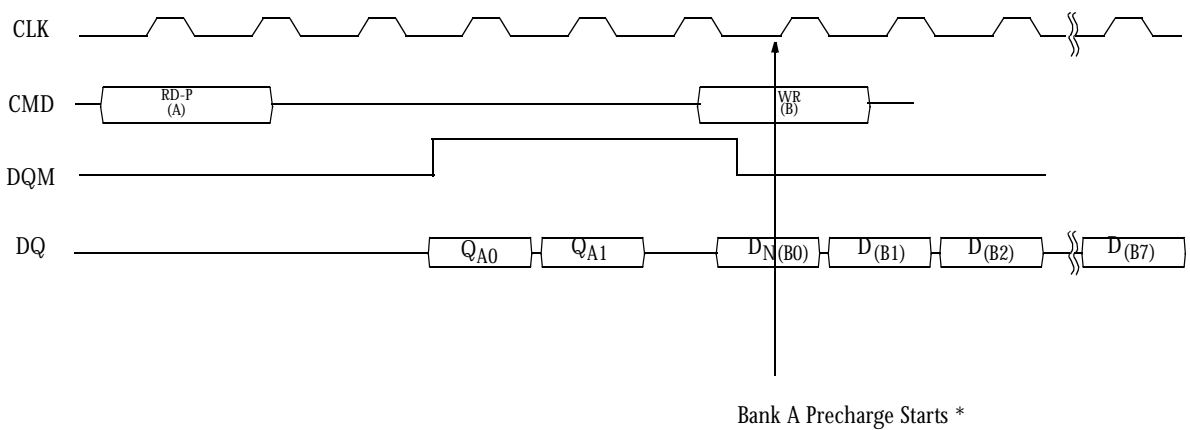 CLK
CMD
RD-P
(A)
WR
(B)
DQM
DQ
QA0
QA1
DN(B0)
D(B1)
D(B2)
D(B7)
Bank A Precharge Starts *